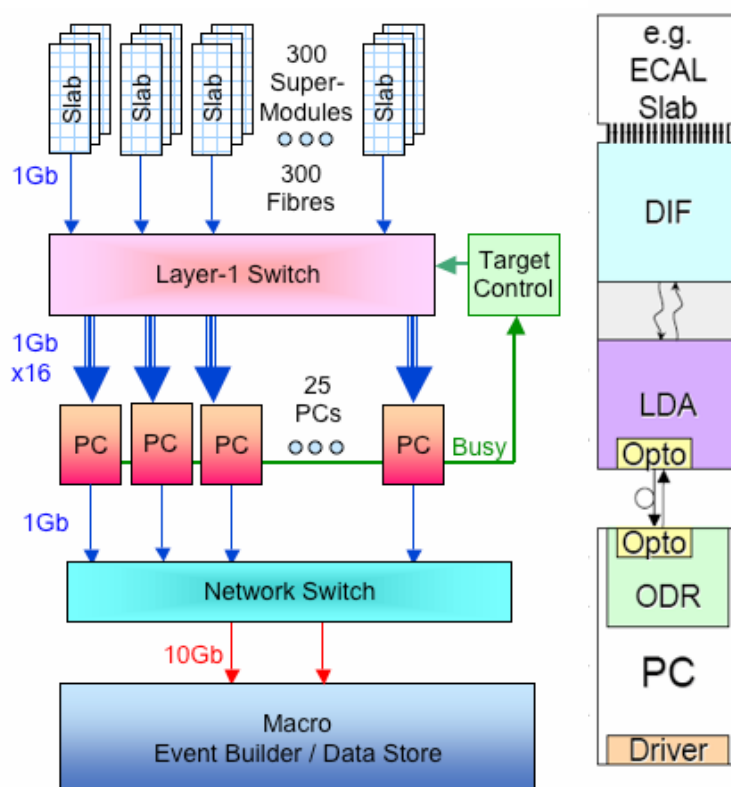 Slab
Slab
Slab
300
Super-
Modules
Slab
1Gb
300
Fibres
Layer-1 Switch
Target
Control
1Gb
x16
25
PCs
PC
PC
PC
PC
Busy
1Gb
Network Switch
10Gb
Macro
Event Builder / Data Store
e.g.
ECAL
Slab
DIF
LDA
Opto
Opto
ODR
PC
Driver